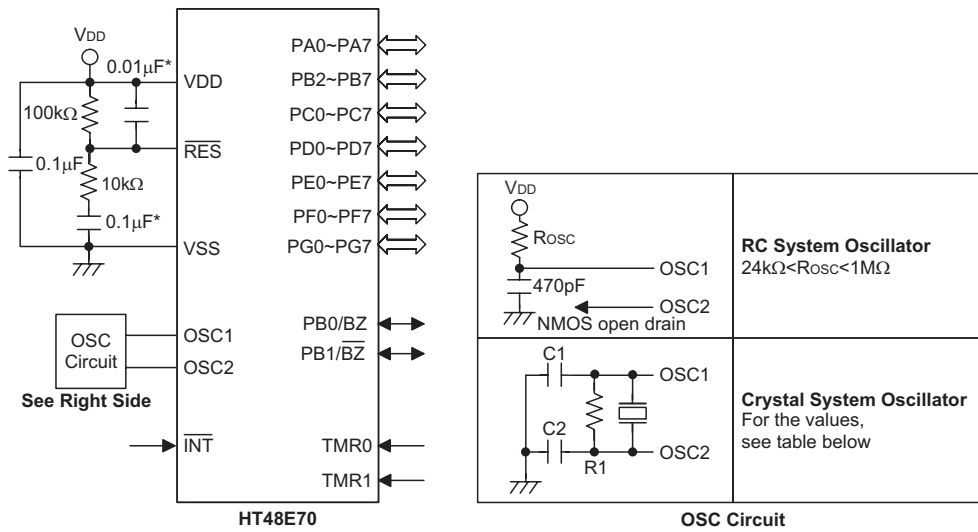 VDD
0.01μF*
VDD
100kΩ
RES
0.1μF
10kΩ
0.1μF*
VSS
OSC
Circuit
OSC1
OSC2
See Right Side
INT
PA0~PA7
PB2~PB7
PC0~PC7
PD0~PD7
PE0~PE7
PF0~PF7
PG0~PG7
PB0/BZ
PB1/BZ
TMR0
TMR1
HT48E70
VDD
ROSC
OSC1
470pF
OSC2
NMOS open drain
RC System Oscillator
24kΩ<ROSC<1MΩ
C1
OSC1
C2
OSC2
R1
Crystal System Oscillator
For the values,
see table below
OSC Circuit